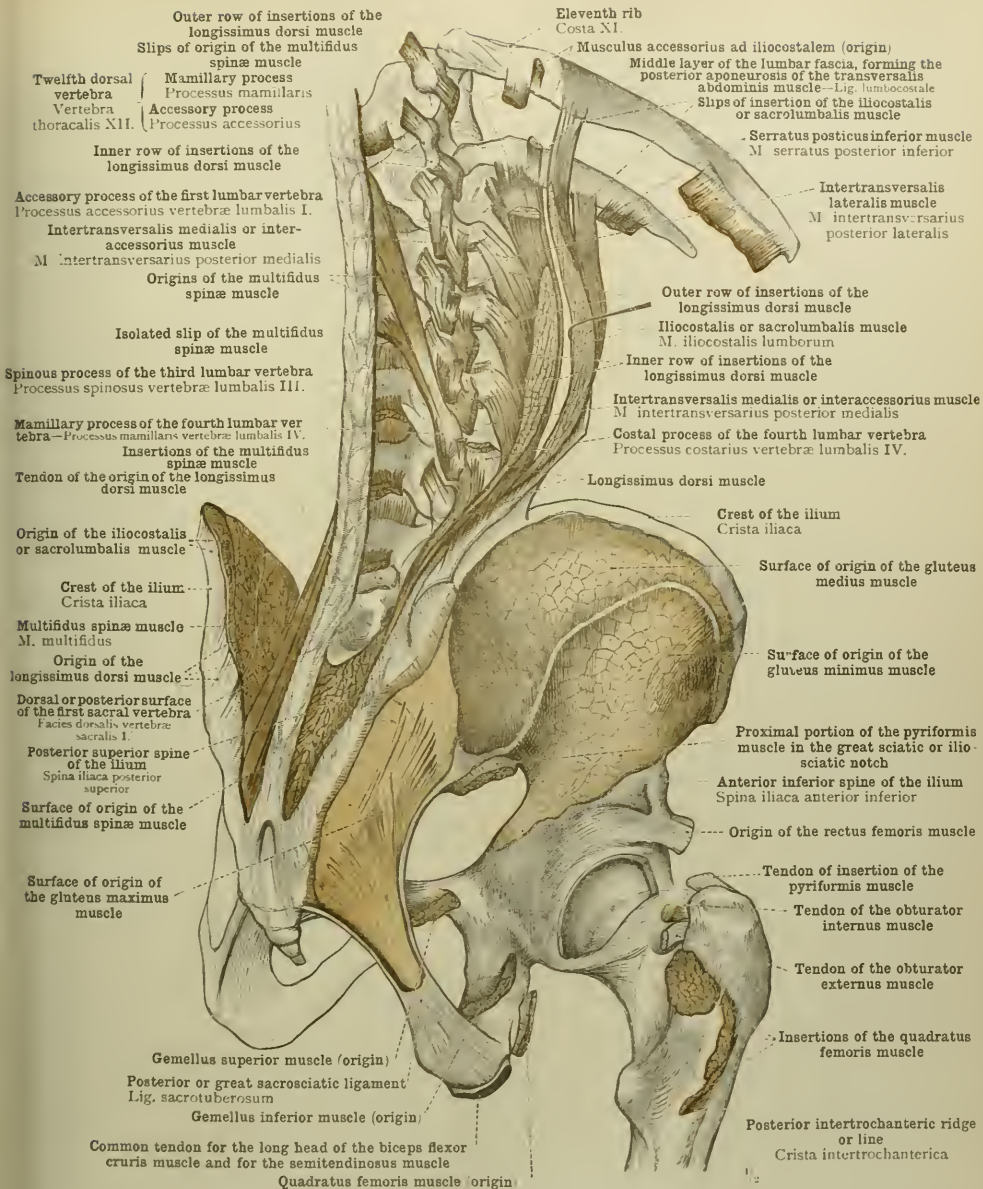 Outer row of insertions of the
longissimus dorsi muscle
Slips of origin of the multifidus
spinæ muscle
Twelfth dorsal
vertebra
Vertebra
thoracalis XII.
Mamillary process
Processus mamillaris
Accessory process
Processus accessorius
Inner row of insertions of the
longissimus dorsi muscle
Accessory process of the first lumbar vertebra
Processus accessorius vertebræ lumbalis I.
Intertransversalis medialis or inter-
accessorius muscle
M intertransversarius posterior medialis
Origins of the multifidus
spinæ muscle
Isolated slip of the multifidus
spinæ muscle
Spinous process of the third lumbar vertebra
Processus spinosus vertebræ lumbalis III.
Mamillary process of the fourth lumbar ver
tebra—Processus mamillaris vertebræ lumbalis IV.
Insertions of the multifidus
spinæ muscle
Tendon of the origin of the longissimus
dorsi muscle
Origin of the iliocostalis
or sacrolumbalis muscle
Crest of the ilium
Crista iliaca
Multifidus spinæ muscle
M. multifidus
Origin of the
longissimus dorsi muscle
Dorsal or posterior surface
of the first sacral vertebra
Facies dorsalis vertebræ
sacralis I.
Posterior superior spine
of the ilium
Spina iliaca posterior
superior
Surface of origin of the
multifidus spinæ muscle
Surface of origin of
the gluteus maximus
muscle
Eleventh rib
Costa XI.
Musculus accessorius ad iliocostalem (origin)
Middle layer of the lumbar fascia, forming the
posterior aponeurosis of the transversalis
abdominis muscle—Lig. lumbocostale
Slips of insertion of the iliocostalis
or sacrolumbalis muscle
Serratus posticus inferior muscle
M serratus posterior inferior
Intertransversalis
lateralis muscle
M intertransversarius
posterior lateralis
Outer row of insertions of the
longissimus dorsi muscle
Iliocostalis or sacrolumbalis muscle
M. iliocostalis lumborum
Inner row of insertions of the
longissimus dorsi muscle
Intertransversalis medialis or interaccessorius muscle
M intertransversarius posterior medialis
Costal process of the fourth lumbar vertebra
Processus costarius vertebræ lumbalis IV.
Longissimus dorsi muscle
Crest of the ilium
Crista iliaca
Surface of origin of the gluteus
medius muscle
Surface of origin of the
gluteus minimus muscle
Proximal portion of the pyriformis
muscle in the great sciatic or ilio-
sciatic notch
Anterior inferior spine of the ilium
Spina iliaca anterior inferior
Origin of the rectus femoris muscle
Tendon of insertion of the
pyriformis muscle
Tendon of the obturator
internus muscle
Tendon of the obturator
externus muscle
Insertions of the quadratus
femoris muscle
Posterior intertrochanteric ridge
or line
Crista intertrochanterica
Gemellus superior muscle (origin)
Posterior or great sacrosciatic ligament
Lig. sacrotuberosum
Gemellus inferior muscle (origin)
Common tendon for the long head of the biceps flexor
cruris muscle and for the semitendinosus muscle
Quadratus femoris muscle origin